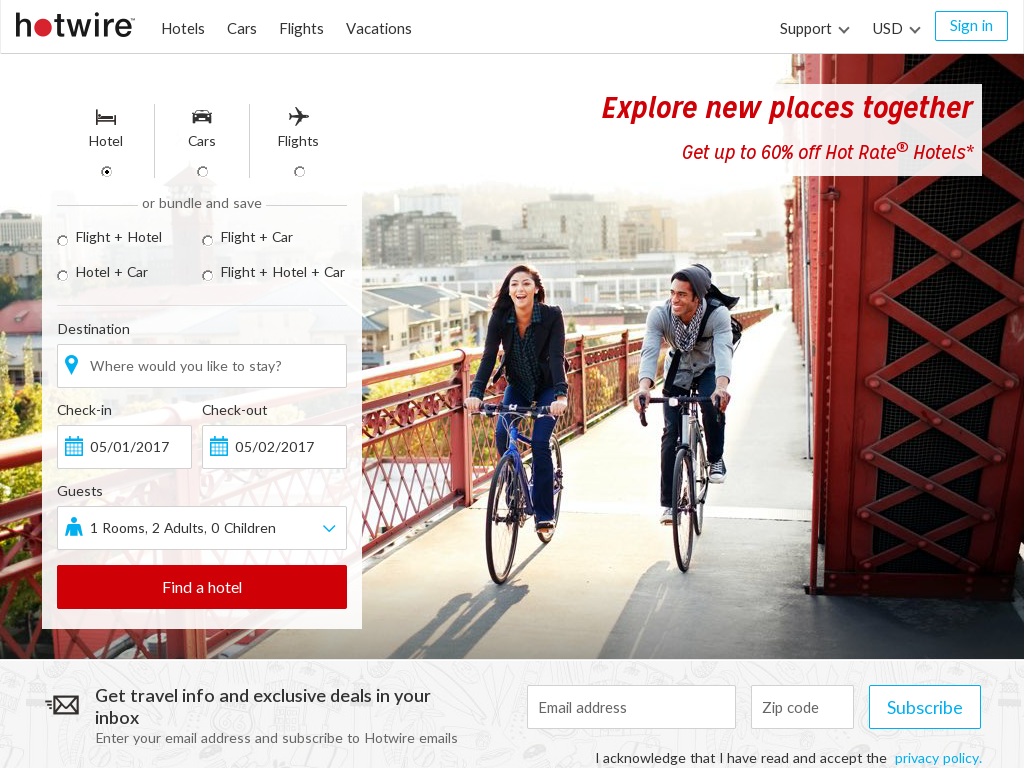 hotwire™ Hotels Cars Flights Vacations Support USD Sign in
Explore new places together
Get up to 60% off Hot Rate® Hotels*
Hotel Cars Flights
or bundle and save
Flight + Hotel Flight + Car
Hotel + Car Flight + Hotel + Car
Destination
Where would you like to stay?
Check-in Check-out
05/01/2017 05/02/2017
Guests
1 Rooms, 2 Adults, 0 Children
Find a hotel
Get travel info and exclusive deals in your
inbox
Enter your email address and subscribe to Hotwire emails
Email address Zip code Subscribe
I acknowledge that I have read and accept the privacy policy.